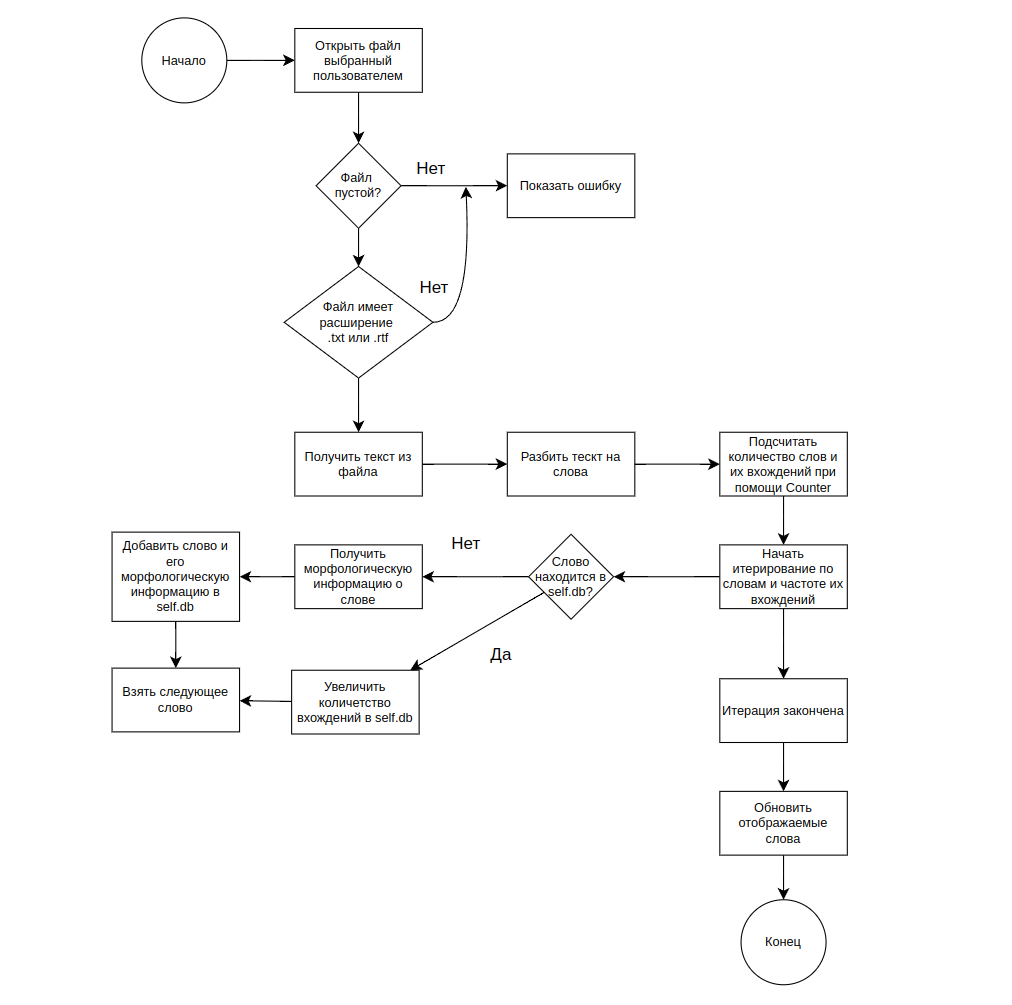 Начало
Открыть файл
выбранный
пользователем
Файл
пустой?
Нет
Показать ошибку
Файл имеет
расширение
.txt или .rtf
Нет
Получить текст из
файла
Разбить тескт на
слова
Подсчитать
количество слов и
их вхождений при
помощи Counter
Начать
итерирование по
словам и частоте их
вхождений
Слово
находится в
self.db?
Нет
Получить
морфологическую
информацию о
слове
Добавить слово и
его
морфологическую
информацию в
self.db
Да
Увеличить
количетство
вхождений в self.db
Взять следующее
слово
Итерация закончена
Обновить
отображаемые
слова
Конец